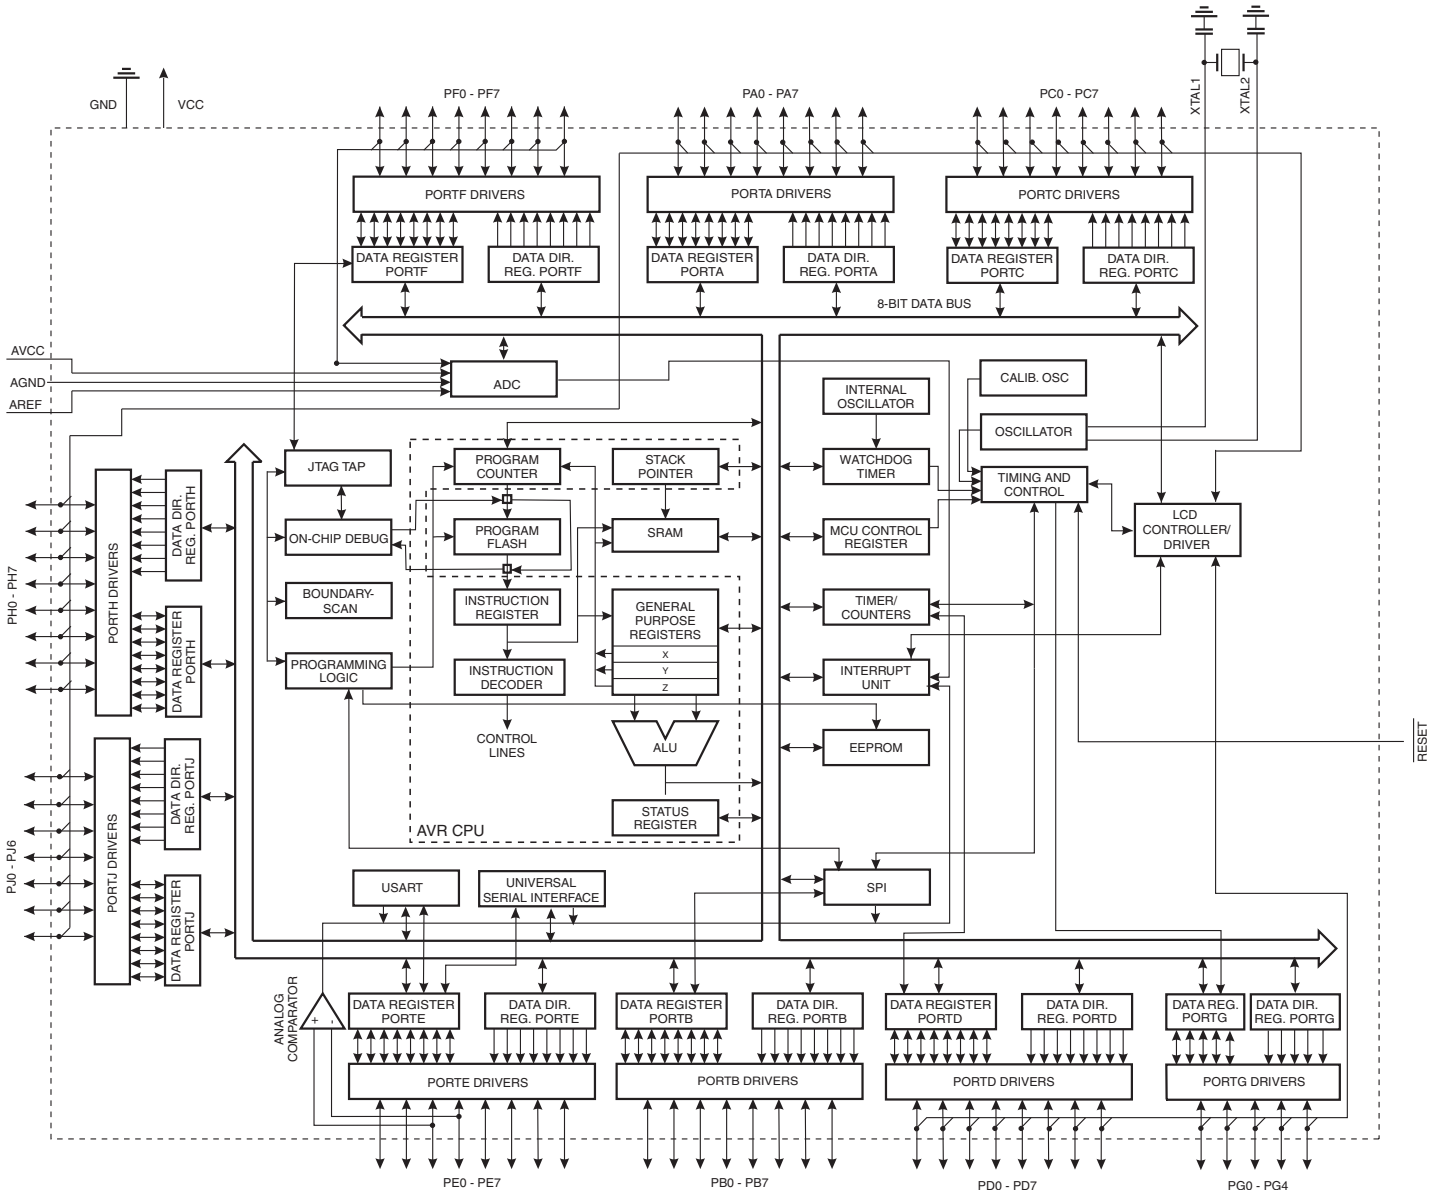 XTAL1
XTAL2
GND
VCC
PF0 - PF7
PA0 - PA7
PC0 - PC7
PORTF DRIVERS
PORTA DRIVERS
PORTC DRIVERS
DATA REGISTER
PORTF
DATA DIR.
REG. PORTF
DATA REGISTER
PORTA
DATA DIR.
REG. PORTA
DATA REGISTER
PORTC
DATA DIR.
REG. PORTC
8-BIT DATA BUS
AVCC
AGND
AREF
ADC
CALIB. OSC
INTERNAL
OSCILLATOR
OSCILLATOR
JTAG TAP
PROGRAM
COUNTER
STACK
POINTER
WATCHDOG
TIMER
TIMING AND
CONTROL
LCD
CONTROLLER/
DRIVER
ON-CHIP DEBUG
PROGRAM
FLASH
SRAM
MCU CONTROL
REGISTER
BOUNDARY-
SCAN
INSTRUCTION
REGISTER
GENERAL
PURPOSE
REGISTERS
X
Y
Z
TIMER/
COUNTERS
PROGRAMMING
LOGIC
INSTRUCTION
DECODER
INTERRUPT
UNIT
CONTROL
LINES
ALU
EEPROM
STATUS
REGISTER
AVR CPU
RESET
PH0 - PH7
PORTH DRIVERS
DATA DIR.
REG. PORTH
DATA REGISTER
PORTH
PJ0 - PJ6
PORTJ DRIVERS
DATA DIR.
REG. PORTJ
DATA REGISTER
PORTJ
USART
UNIVERSAL
SERIAL INTERFACE
SPI
ANALOG
COMPARATOR
+
-
DATA REGISTER
PORTE
DATA DIR.
REG. PORTE
DATA REGISTER
PORTB
DATA DIR.
REG. PORTB
DATA REGISTER
PORTD
DATA DIR.
REG. PORTD
DATA REG.
PORTG
DATA DIR.
REG. PORTG
PORTE DRIVERS
PORTB DRIVERS
PORTD DRIVERS
PORTG DRIVERS
PE0 - PE7
PB0 - PB7
PD0 - PD7
PG0 - PG4